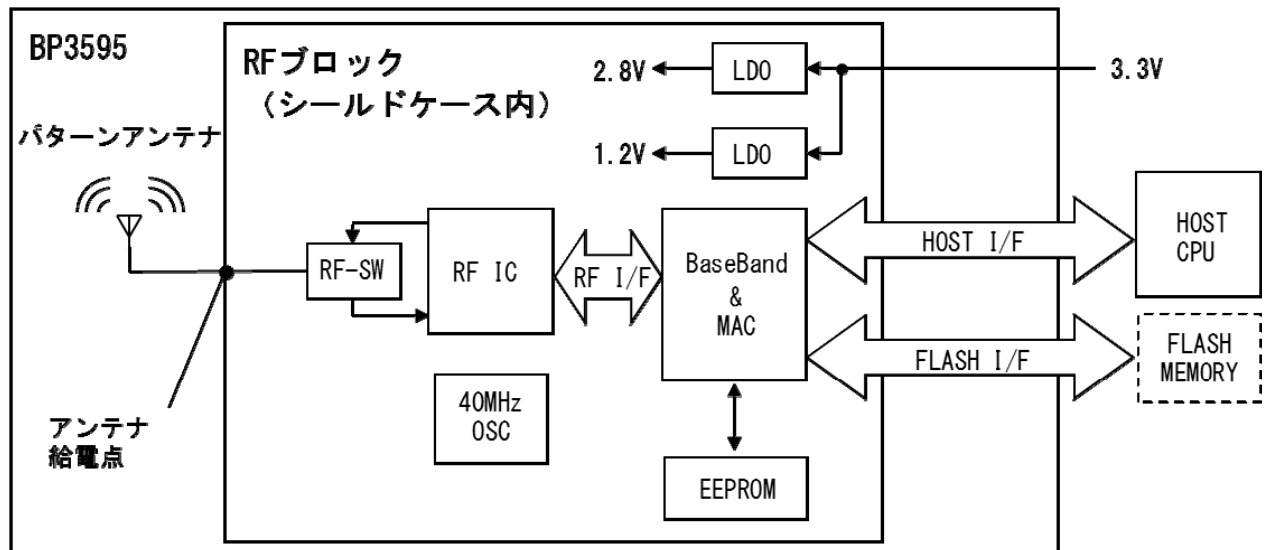 BP3595
RFブロック
（シールドケース内）
2.8V
LDO
3.3V
1.2V
LDO
パターンアンテナ
RF-SW
RF IC
RF I/F
BaseBand
&
MAC
HOST I/F
HOST
CPU
FLASH I/F
FLASH
MEMORY
40MHz
OSC
EEPROM
アンテナ
給電点